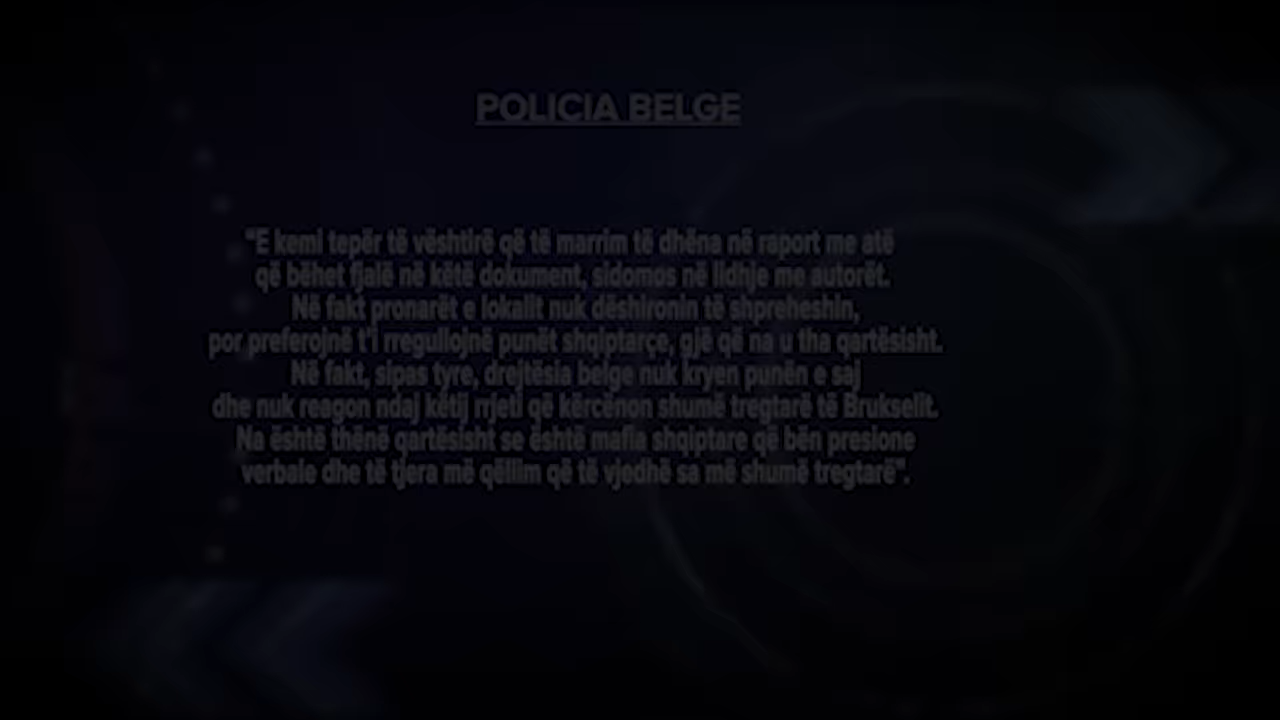 POLICIA BELGE
"E kemi tepër të vështirë që të marrim të dhëna në raport me atë
që bëhet fjalë në këtë dokument, sidomos në lidhje me autorët.
Në fakt pronarët e lokalit nuk dëshironin të shpreheshin,
por preferojnë t'i rregullojnë punët shqiptarçe, gjë që na u tha qartësisht.
Në fakt, sipas tyre, drejtësia belge nuk kryen punën e saj
dhe nuk reagon ndaj këtij rrjeti që kërcënon shumë tregtarë të Brukselit.
Na është thënë qartësisht se është mafia shqiptare që bën presione
verbale dhe të tjera më qëllim që të vjedhë sa më shumë tregtarë".